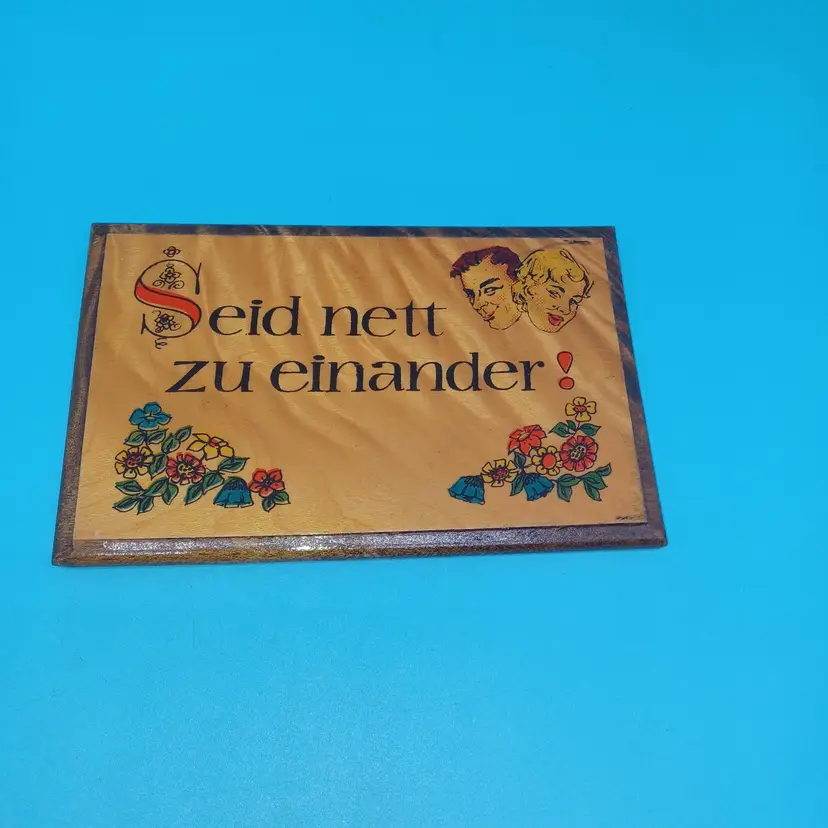 Seid nett
zu einander!